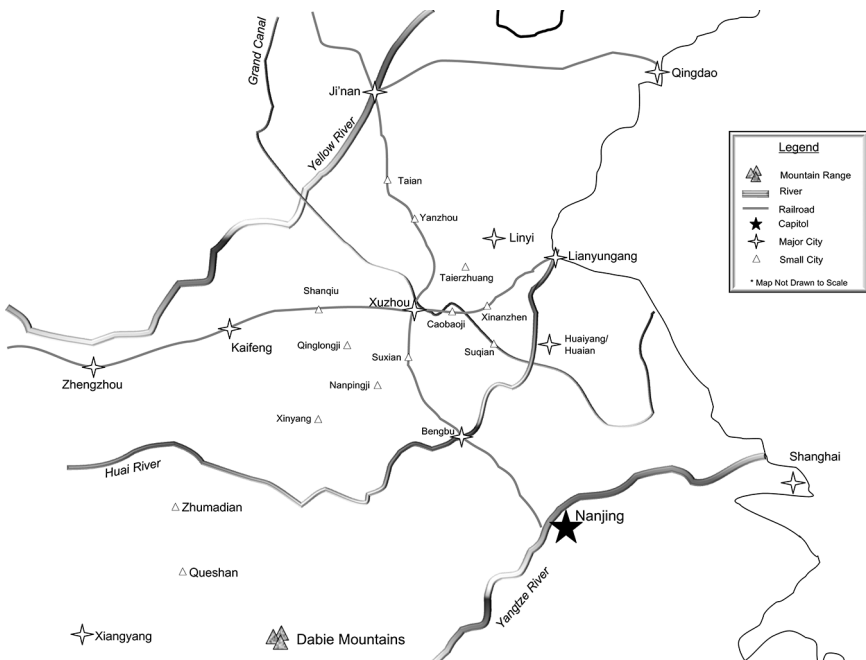 Grand Canal
Ji'nan
Qingdao
Yellow River
Legend
Mountain Range
River
Railroad
Capitol
Major City
Small City
* Map Not Drawn to Scale
Taian
Yanzhou
Linyi
Lianyungang
Taierzhuang
Shanqiu
Xuzhou
Caobaoji
Xinanzhen
Kaifeng
Qinglongji
Suxian
Suqian
Huaiyang/
Huaian
Zhengzhou
Nanpingji
Xinyang
Bengbu
Huai River
Shanghai
Zhumadian
Nanjing
Queshan
Yangtze River
Xiangyang
Dabie Mountains